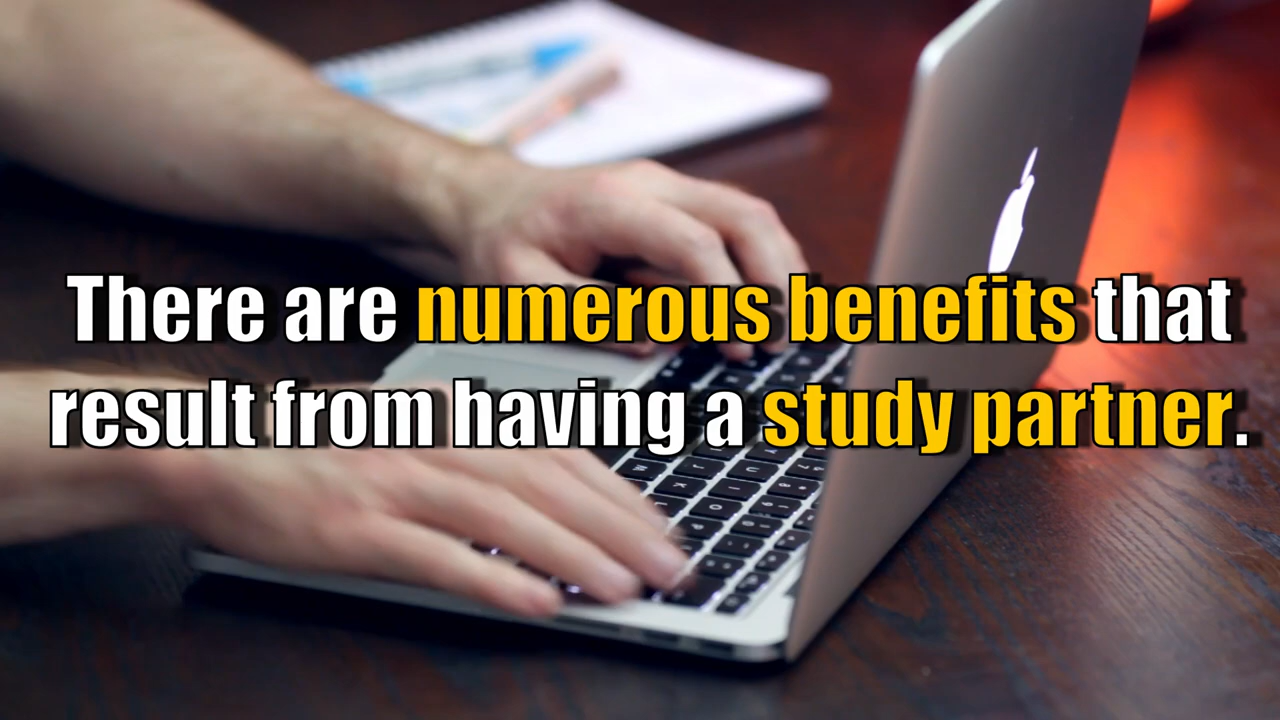 There are numerous benefits that
result from having a study partner.